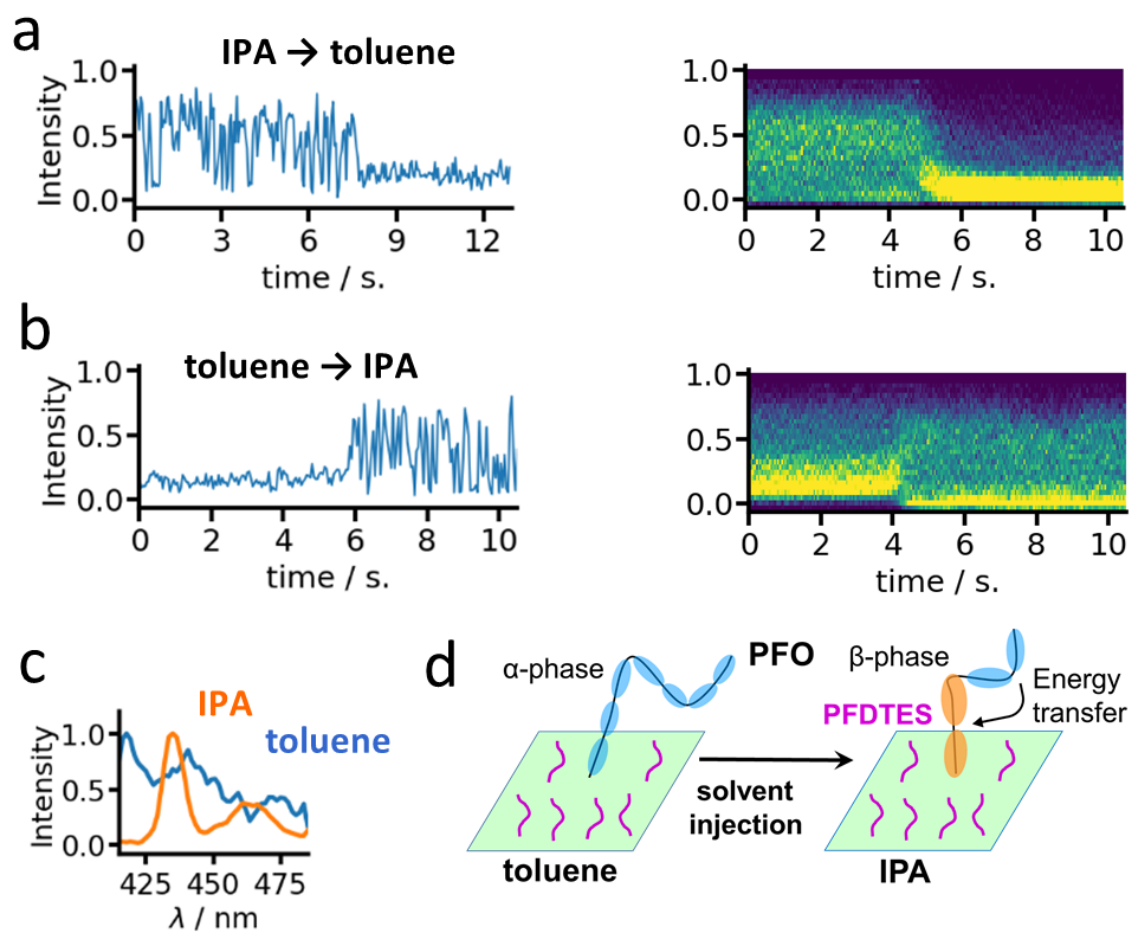 a
IPA → toluene
Intensity
1.0
0.5
0.0
0 3 6 9 12
time / s.
1.0
0.5
0.0
0 2 4 6 8 10
time / s.
b
toluene → IPA
Intensity
1.0
0.5
0.0
0 2 4 6 8 10
time / s.
1.0
0.5
0.0
0 2 4 6 8 10
time / s.
c
IPA
toluene
Intensity
1.0
0.5
0.0
425 450 475
λ / nm
d
α-phase
PFO
β-phase
PFDTES
Energy
transfer
solvent
injection
toluene
IPA